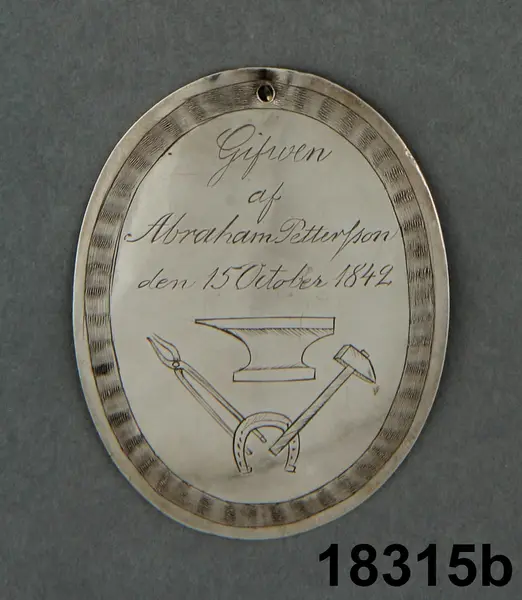 Gifwen
af
Abraham Petterſson
den 15 October 1842
18315b